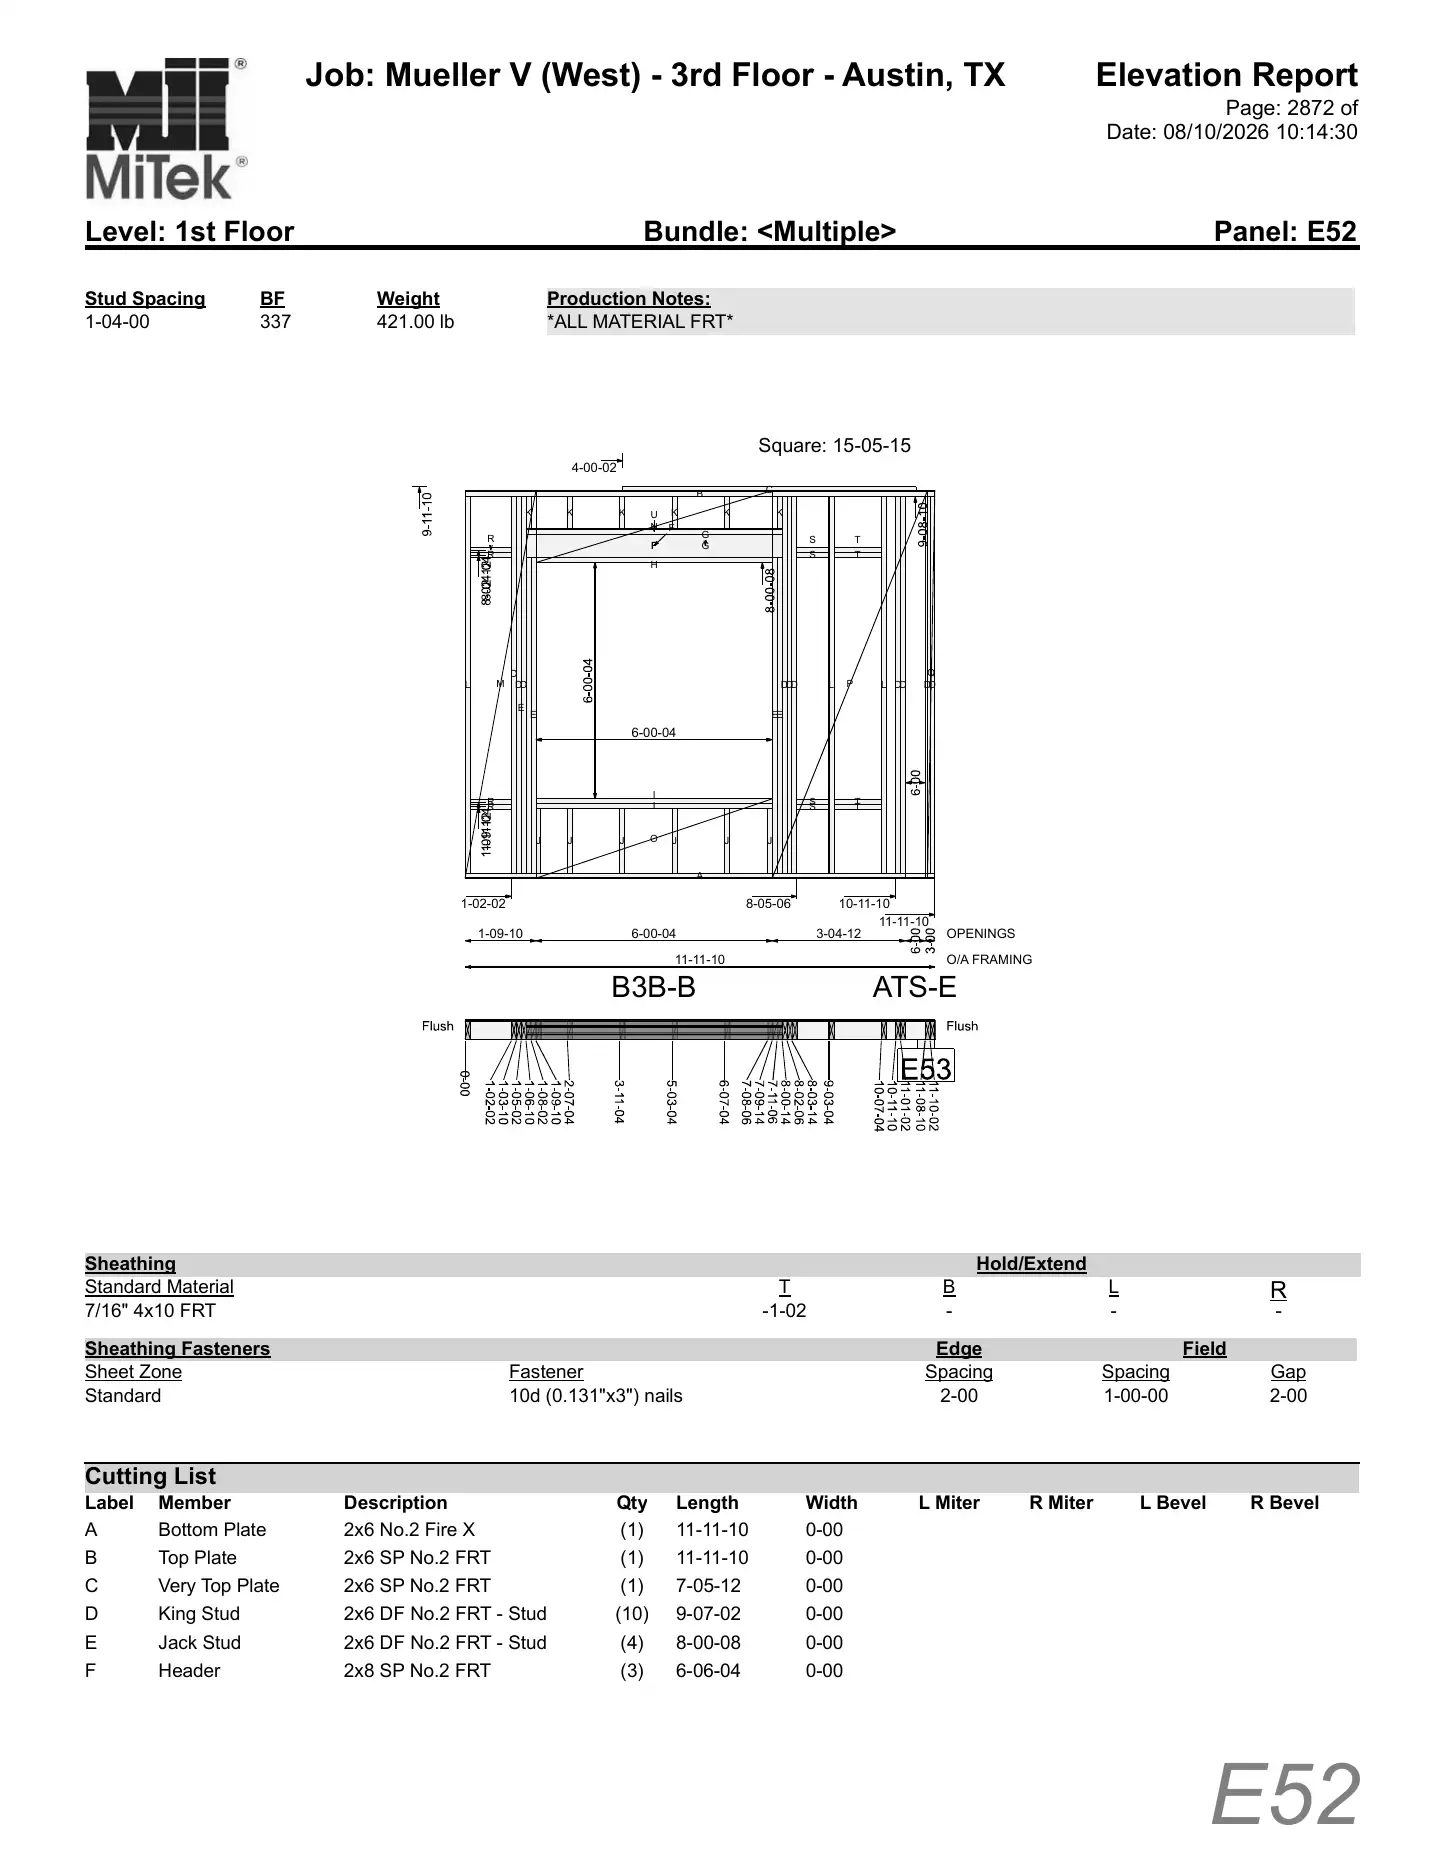 Job: Mueller V (West) - 3rd Floor - Austin, TX
Elevation Report
Page: 2872 of
Date: 08/10/2026 10:14:30
MiTek
Level: 1st Floor Bundle: <Multiple> Panel: E52
Stud Spacing BF Weight Production Notes:
1-04-00 337 421.00 lb *ALL MATERIAL FRT*
Square: 15-05-15
4-00-02
9-11-10
B C
9-08-10
K K K U K K K
F
G
R P G S T
S T
H
8-00-08
6-00-04
L M D D P L D D
E E
6-00-04
6-00
I
S T
S T
J J J O J J J
A
1-02-02 8-05-06 10-11-10
11-11-10
1-09-10 6-00-04 3-04-12 6-00 3-00 OPENINGS
11-11-10 O/A FRAMING
B3B-B ATS-E
Flush Flush
E53
0-00 1-02-02 1-03-10 1-05-02 1-06-10 1-08-02 1-09-10 2-07-04 3-11-04 5-03-04 6-07-04 7-08-06 7-09-14 7-11-06 8-00-14 8-02-06 8-03-14 9-03-04 10-07-04 10-11-10 11-01-02 11-08-10 11-10-02
Sheathing Hold/Extend
Standard Material T B L R
7/16" 4x10 FRT -1-02 - - -
Sheathing Fasteners Edge Field
Sheet Zone Fastener Spacing Spacing Gap
Standard 10d (0.131"x3") nails 2-00 1-00-00 2-00
Cutting List
Label Member Description Qty Length Width L Miter R Miter L Bevel R Bevel
A Bottom Plate 2x6 No.2 Fire X (1) 11-11-10 0-00
B Top Plate 2x6 SP No.2 FRT (1) 11-11-10 0-00
C Very Top Plate 2x6 SP No.2 FRT (1) 7-05-12 0-00
D King Stud 2x6 DF No.2 FRT - Stud (10) 9-07-02 0-00
E Jack Stud 2x6 DF No.2 FRT - Stud (4) 8-00-08 0-00
F Header 2x8 SP No.2 FRT (3) 6-06-04 0-00
E52